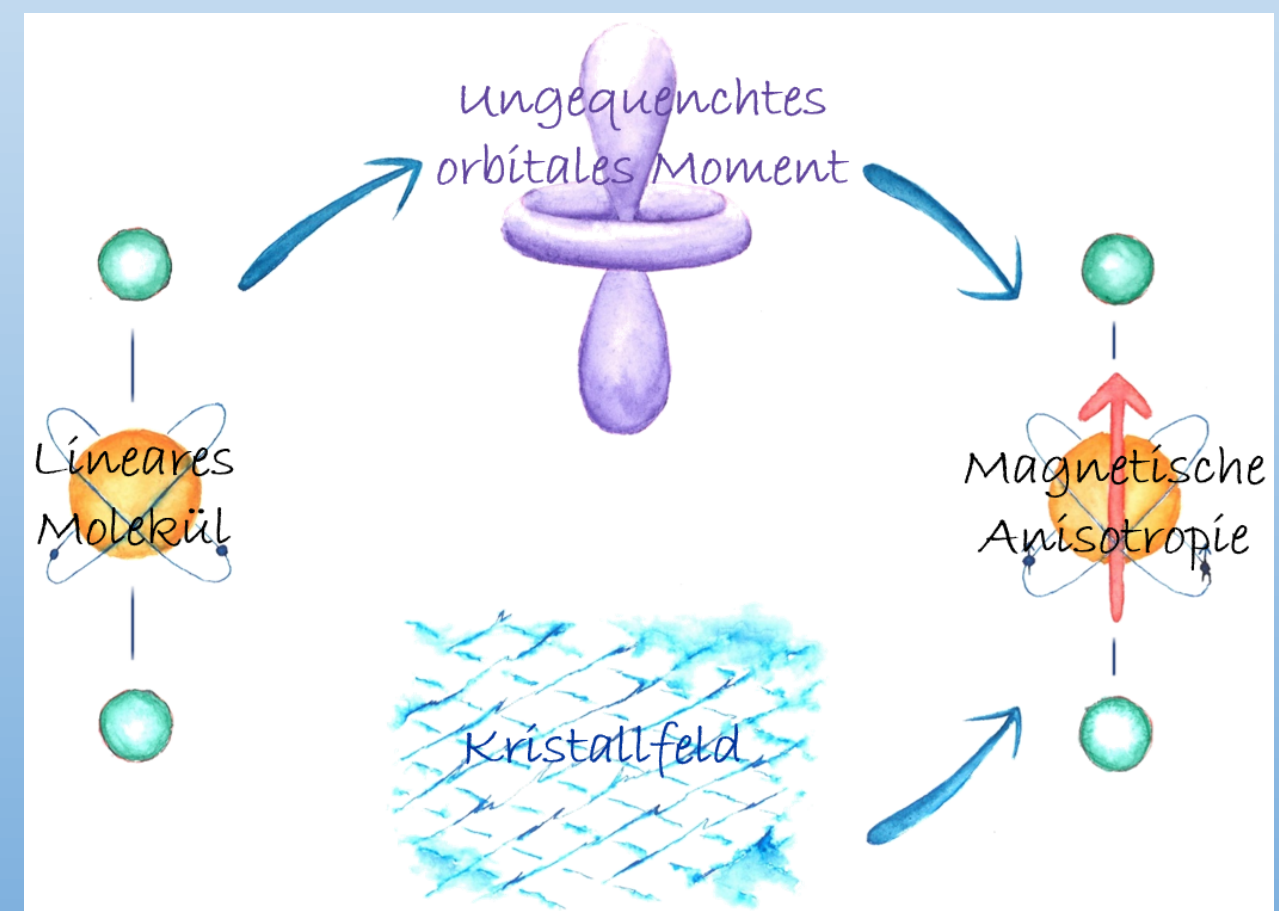 Ungequenchtes
orbitales Moment
Lineares
Molekül
Magnetische
Anisotropie
Kristallfeld